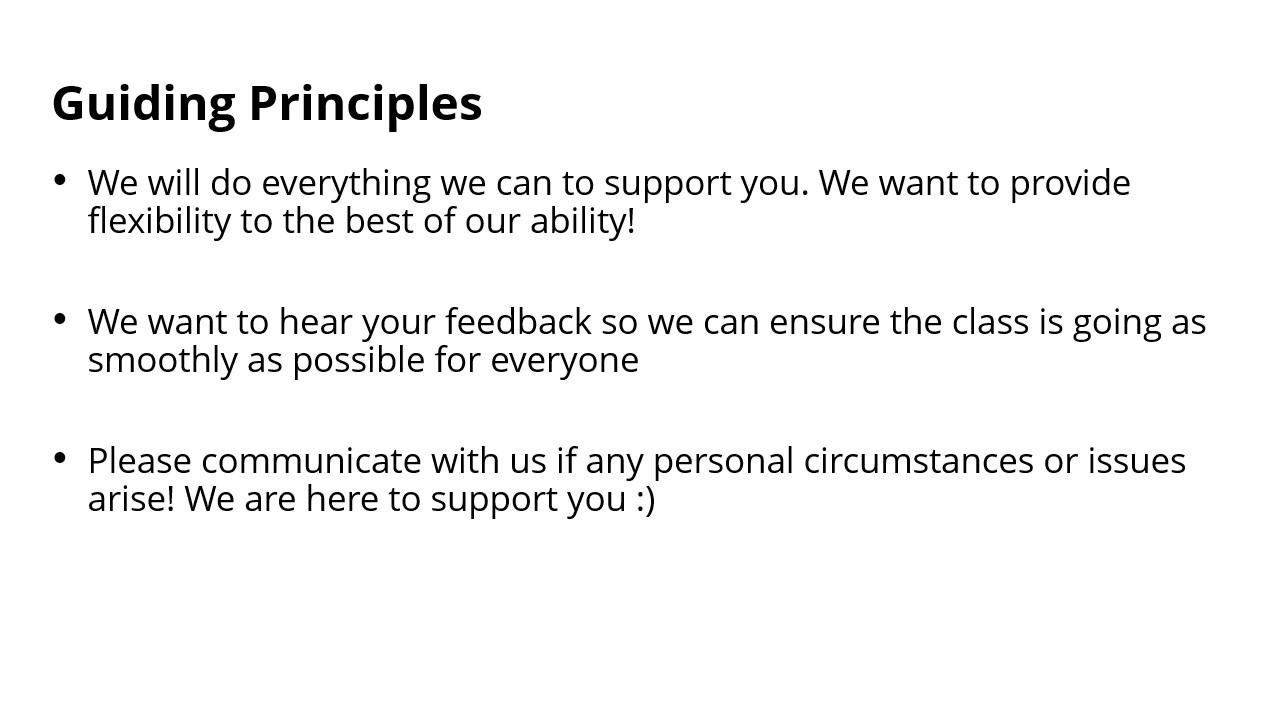 Guiding Principles
• We will do everything we can to support you. We want to provide
flexibility to the best of our ability!
• We want to hear your feedback so we can ensure the class is going as
smoothly as possible for everyone
• Please communicate with us if any personal circumstances or issues
arise! We are here to support you :)